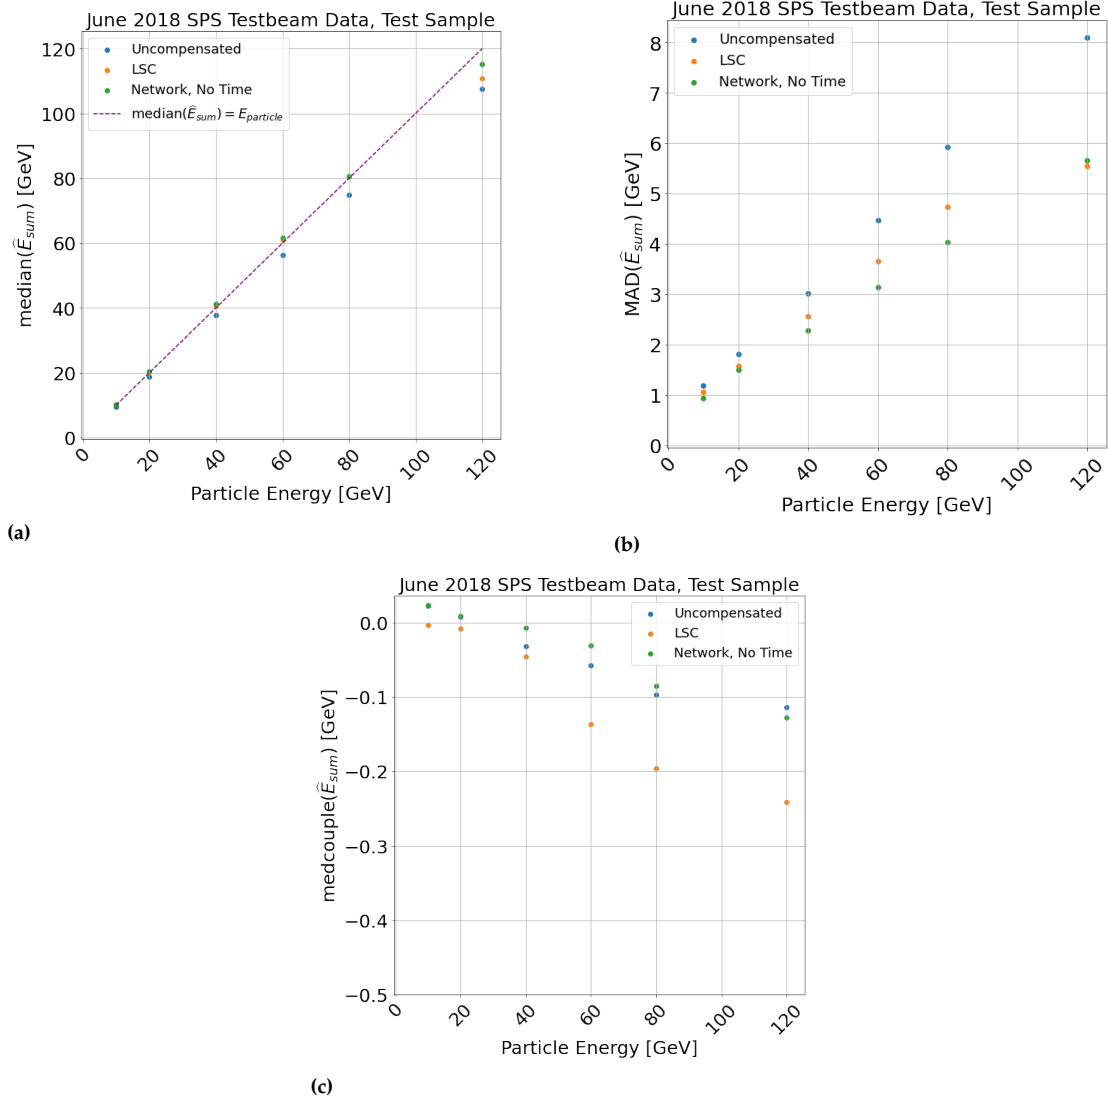 June 2018 SPS Testbeam Data, Test Sample
Uncompensated
LSC
Network, No Time
median(Ê_sum) = E_particle
median(Ê_sum) [GeV]
120
100
80
60
40
20
0
0 20 40 60 80 100 120
Particle Energy [GeV]
(a)
June 2018 SPS Testbeam Data, Test Sample
Uncompensated
LSC
Network, No Time
MAD(Ê_sum) [GeV]
8
7
6
5
4
3
2
1
0
0 20 40 60 80 100 120
Particle Energy [GeV]
(b)
June 2018 SPS Testbeam Data, Test Sample
Uncompensated
LSC
Network, No Time
medcouple(Ê_sum) [GeV]
0.0
−0.1
−0.2
−0.3
−0.4
−0.5
0 20 40 60 80 100 120
Particle Energy [GeV]
(c)